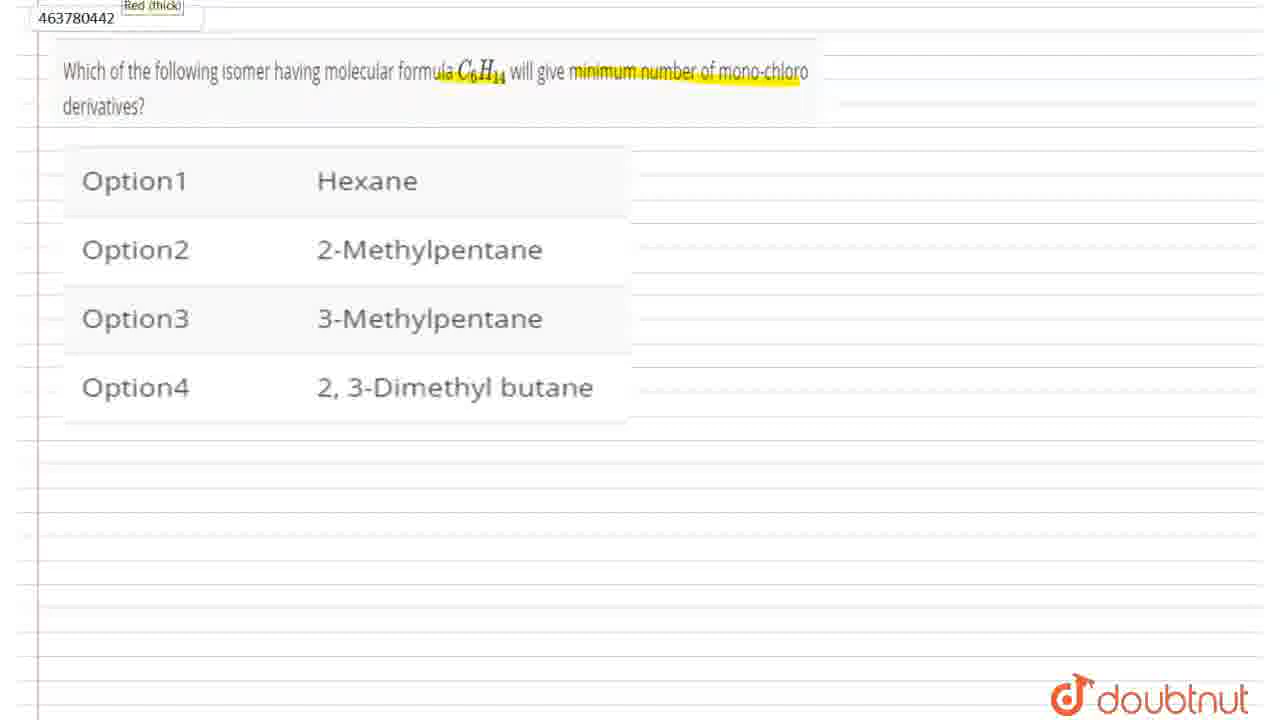 Red (thick)
463780442
Which of the following isomer having molecular formula C₆H₁₄ will give minimum number of mono-chloro
derivatives?
Option1 Hexane
Option2 2-Methylpentane
Option3 3-Methylpentane
Option4 2, 3-Dimethyl butane
doubtnut